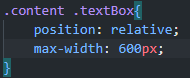 .content .textBox{
    position: relative;
    max-width: 600px;
}